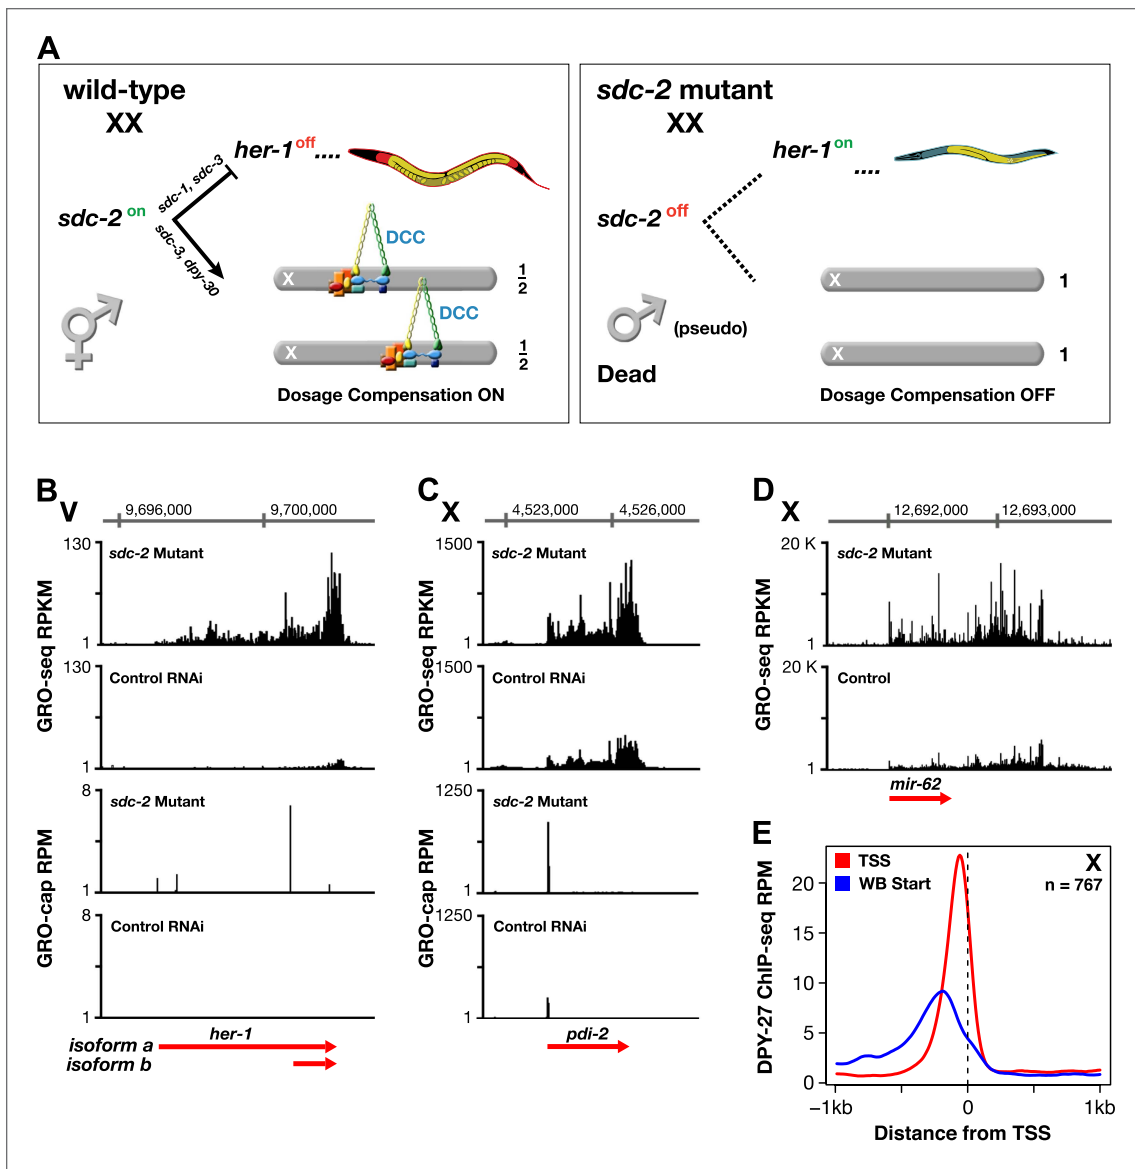 A
wild-type
XX
her-1 off ....
sdc-1, sdc-3
sdc-2 on
sdc-3, dpy-30
DCC
X
1/2
DCC
X
1/2
Dosage Compensation ON
sdc-2 mutant
XX
her-1 on ....
sdc-2 off
X
1
(pseudo)
X
1
Dead
Dosage Compensation OFF
B
V
9,696,000 9,700,000
GRO-seq RPKM
130
sdc-2 Mutant
1
130
Control RNAi
1
GRO-cap RPM
8
sdc-2 Mutant
1
8
Control RNAi
1
her-1
isoform a
isoform b
C
X
4,523,000 4,526,000
GRO-seq RPKM
1500
sdc-2 Mutant
1
1500
Control RNAi
1
GRO-cap RPM
1250
sdc-2 Mutant
1
1250
Control RNAi
1
pdi-2
D
X
12,692,000 12,693,000
GRO-seq RPKM
20 K
sdc-2 Mutant
1
20 K
Control
1
mir-62
E
DPY-27 ChIP-seq RPM
TSS
WB Start
X
n = 767
20
15
10
5
0
−1kb 0 1kb
Distance from TSS